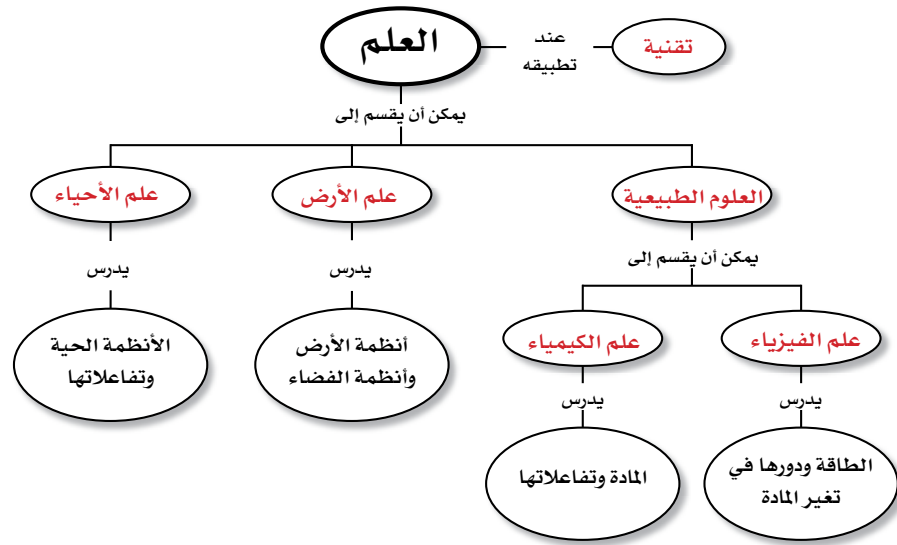 العلم
عند
تطبيقه
تقنية
يمكن أن يقسم إلى
العلوم الطبيعية
علم الأرض
علم الأحياء
يمكن أن يقسم إلى
يدرس
يدرس
علم الفيزياء
علم الكيمياء
أنظمة الأرض
وأنظمة الفضاء
الأنظمة الحية
وتفاعلاتها
يدرس
يدرس
الطاقة ودورها في
تغير المادة
المادة وتفاعلاتها